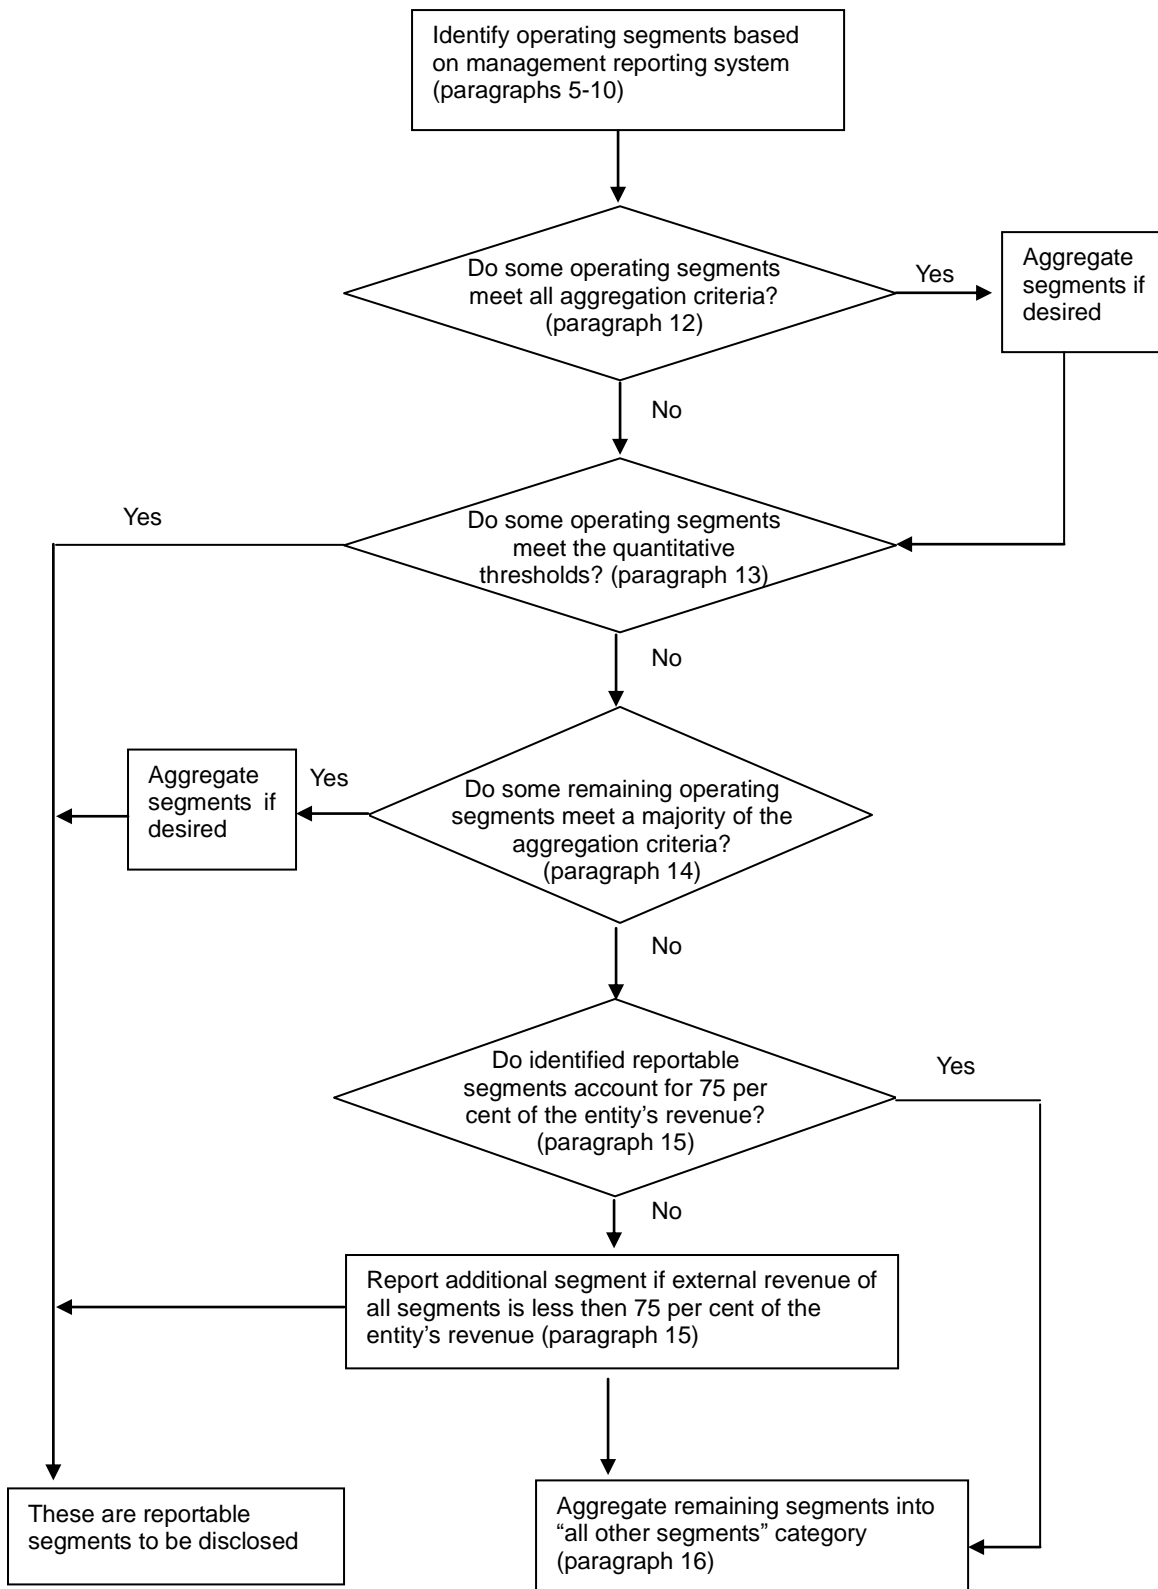 Identify operating segments based
on management reporting system
(paragraphs 5-10)
Do some operating segments
meet all aggregation criteria?
(paragraph 12)
Yes
Aggregate
segments if
desired
No
Yes
Do some operating segments
meet the quantitative
thresholds? (paragraph 13)
No
Aggregate
segments if
desired
Yes
Do some remaining operating
segments meet a majority of the
aggregation criteria?
(paragraph 14)
No
Do identified reportable
segments account for 75 per
cent of the entity’s revenue?
(paragraph 15)
Yes
No
Report additional segment if external revenue of
all segments is less then 75 per cent of the
entity’s revenue (paragraph 15)
These are reportable
segments to be disclosed
Aggregate remaining segments into
“all other segments” category
(paragraph 16)